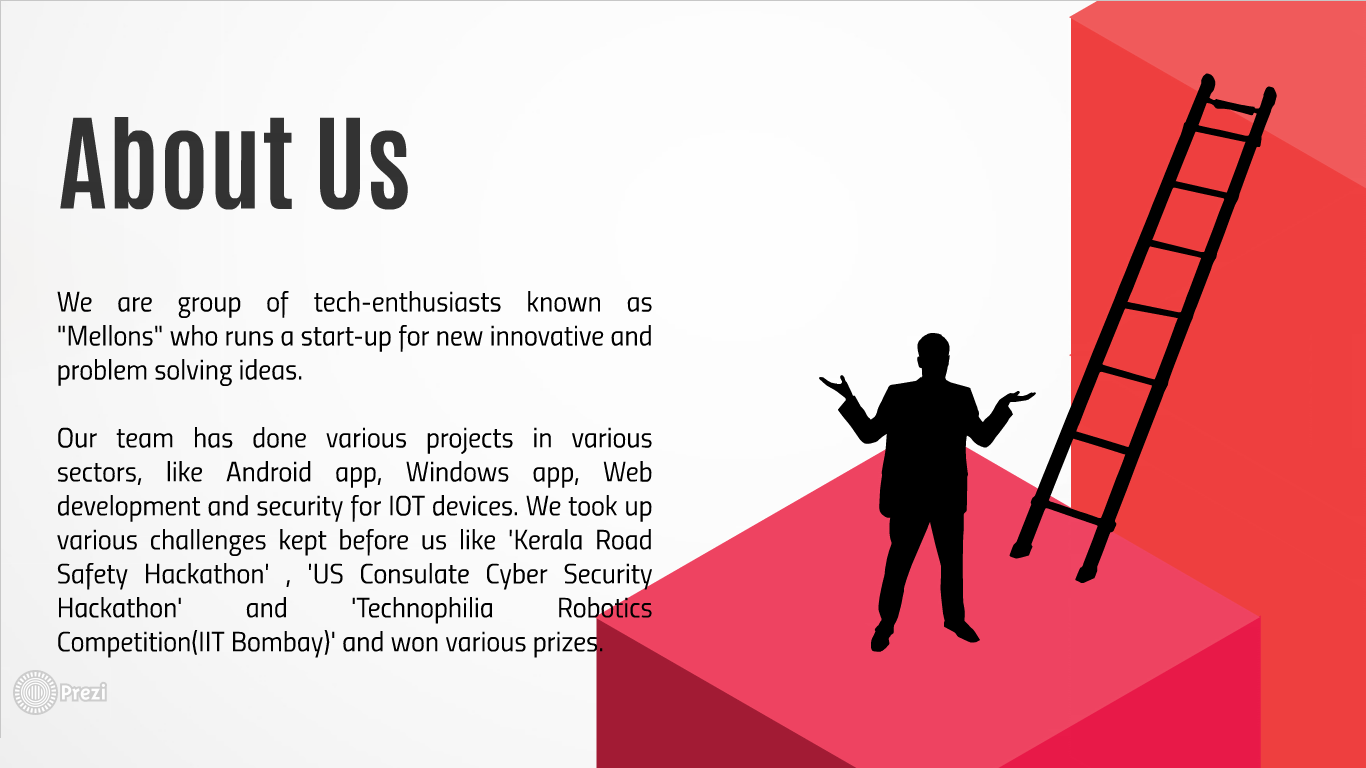 About Us
We are group of tech-enthusiasts known as
"Mellons" who runs a start-up for new innovative and
problem solving ideas.
Our team has done various projects in various
sectors, like Android app, Windows app, Web
development and security for IOT devices. We took up
various challenges kept before us like 'Kerala Road
Safety Hackathon' , 'US Consulate Cyber Security
Hackathon' and 'Technophilia Robotics
Competition(IIT Bombay)' and won various prizes.
Prezi